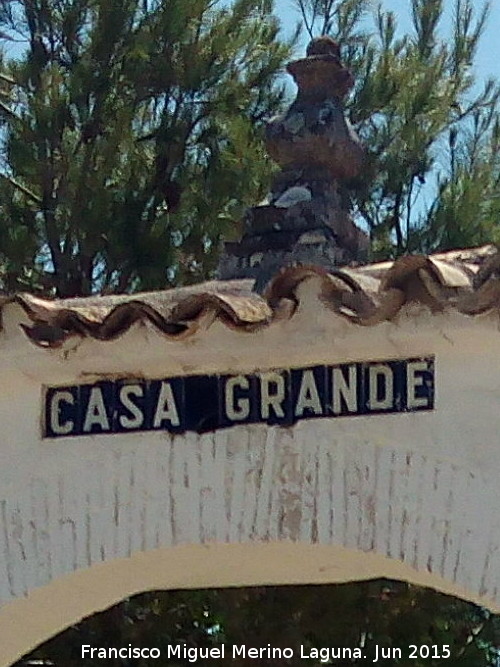 CASA GRANDE
Francisco Miguel Merino Laguna. Jun 2015